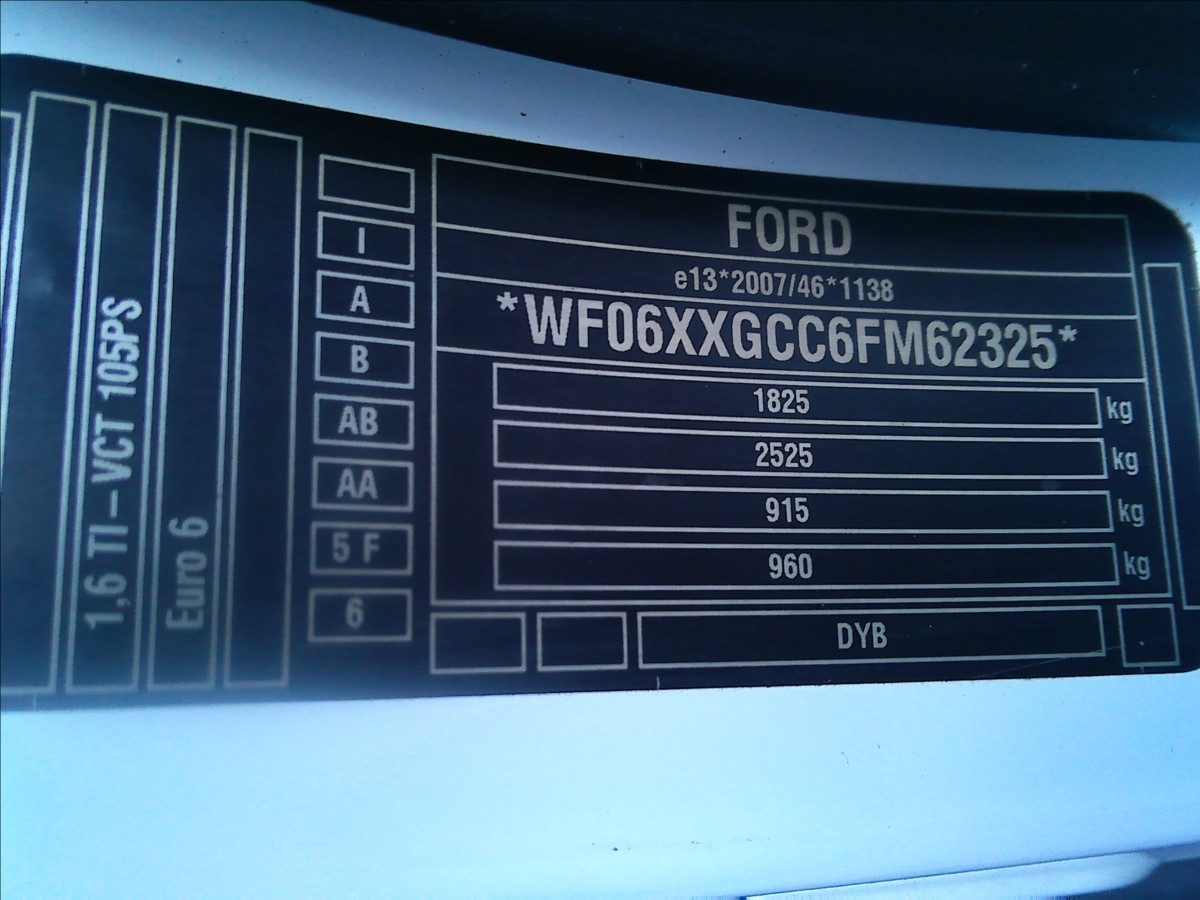 1,6 TI-VCT 105PS
Euro 6
I
A
B
AB
AA
5 F
6
FORD
e13*2007/46*1138
*WF06XXGCC6FM62325*
1825 kg
2525 kg
915 kg
960 kg
DYB